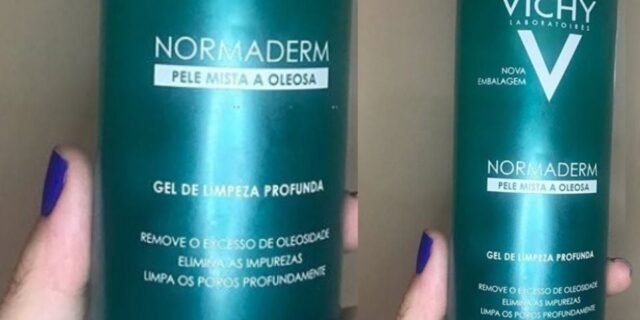 NORMADERM
PELE MISTA A OLEOSA
GEL DE LIMPEZA PROFUNDA
REMOVE O EXCESSO DE OLEOSIDADE
ELIMINA AS IMPUREZAS
LIMPA OS POROS PROFUNDAMENTE
VICHY
LABORATOIRES
NOVA
EMBALAGEM
V
NORMADERM
PELE MISTA A OLEOSA
GEL DE LIMPEZA PROFUNDA
REMOVE O EXCESSO DE OLEOSIDADE
ELIMINA AS IMPUREZAS
LIMPA OS POROS PROFUNDAMENTE